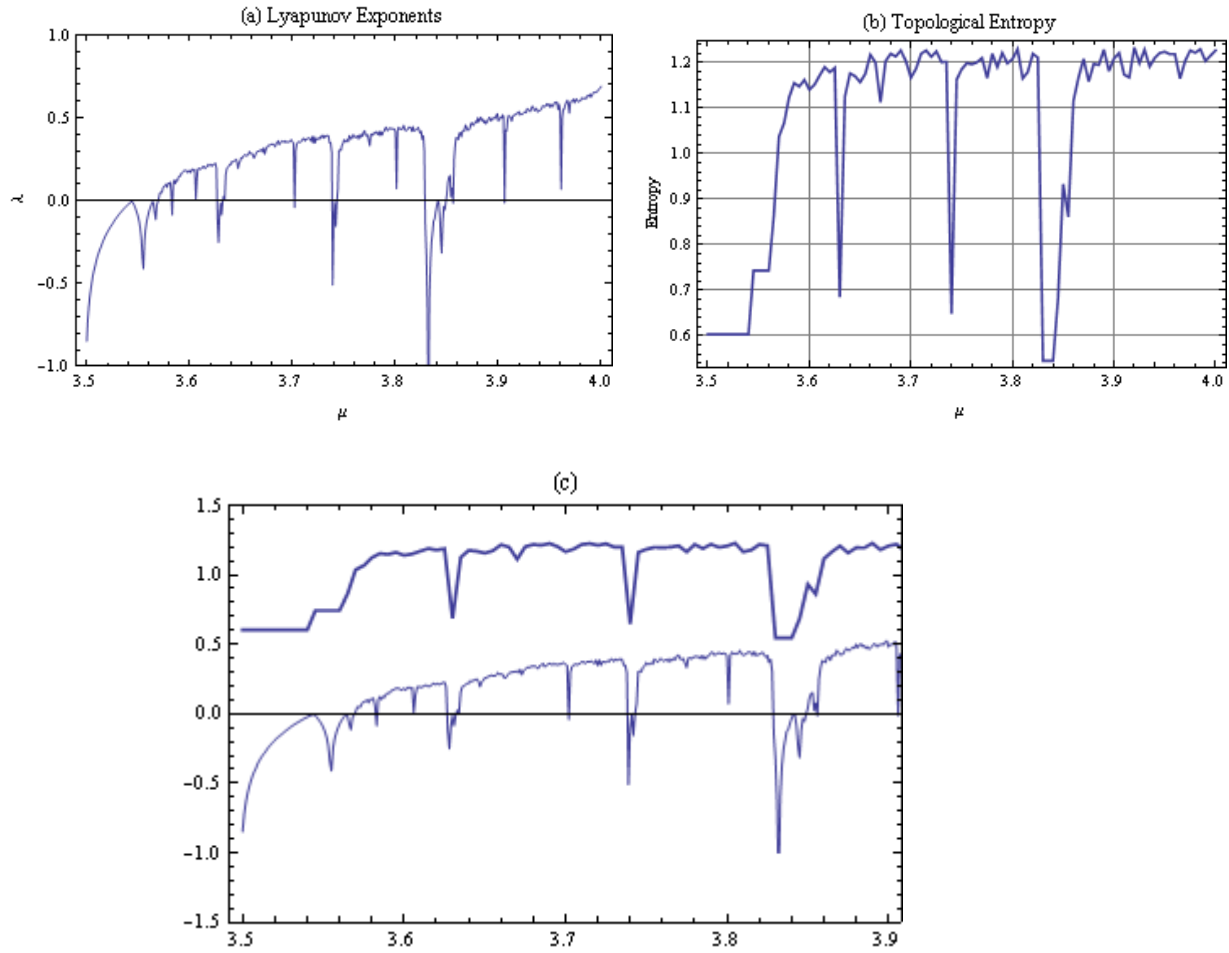 (a) Lyapunov Exponents
1.0
0.5
0.0
-0.5
-1.0
λ
3.5 3.6 3.7 3.8 3.9 4.0
μ
(b) Topological Entropy
1.2
1.1
1.0
0.9
0.8
0.7
0.6
Entropy
3.5 3.6 3.7 3.8 3.9 4.0
μ
(c)
1.5
1.0
0.5
0.0
-0.5
-1.0
-1.5
3.5 3.6 3.7 3.8 3.9